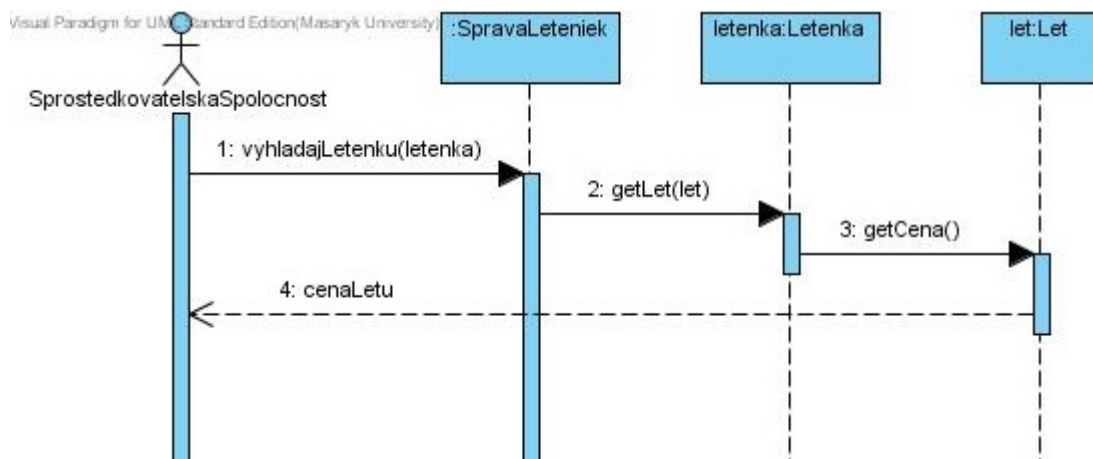 Visual Paradigm for UML Standard Edition(Masaryk University)
:SpravaLeteniek
letenka:Letenka
let:Let
SprostedkovatelskaSpolocnost
1: vyhladajLetenku(letenka)
2: getLet(let)
3: getCena()
4: cenaLetu